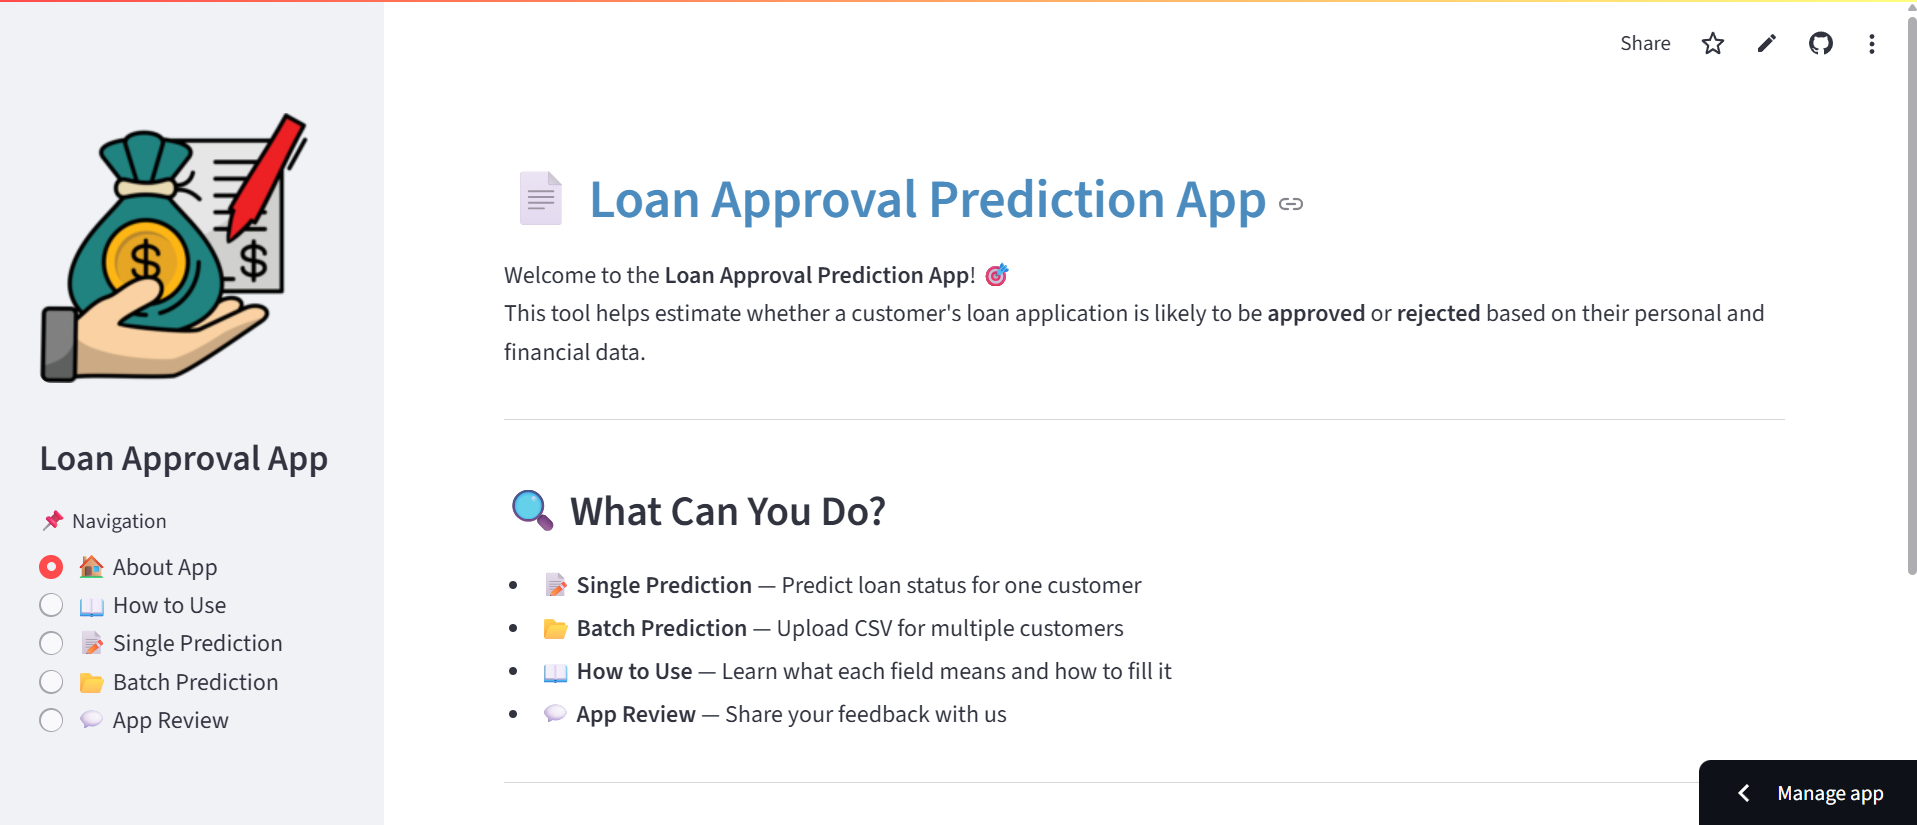 Share
Loan Approval App
📌 Navigation
🏠 About App
📖 How to Use
📝 Single Prediction
📂 Batch Prediction
💬 App Review
📄 Loan Approval Prediction App
Welcome to the Loan Approval Prediction App! 🎯
This tool helps estimate whether a customer's loan application is likely to be approved or rejected based on their personal and
financial data.
🔍 What Can You Do?
• 📝 Single Prediction — Predict loan status for one customer
• 📂 Batch Prediction — Upload CSV for multiple customers
• 📖 How to Use — Learn what each field means and how to fill it
• 💬 App Review — Share your feedback with us
Manage app